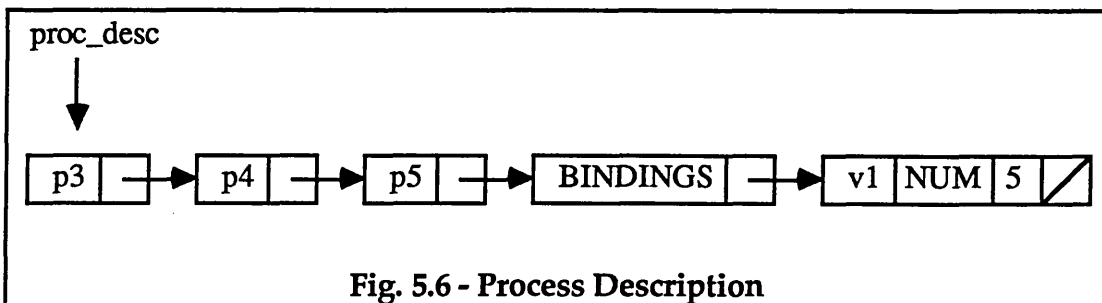 proc_desc
p3 p4 p5 BINDINGS v1 NUM 5
Fig. 5.6 - Process Description